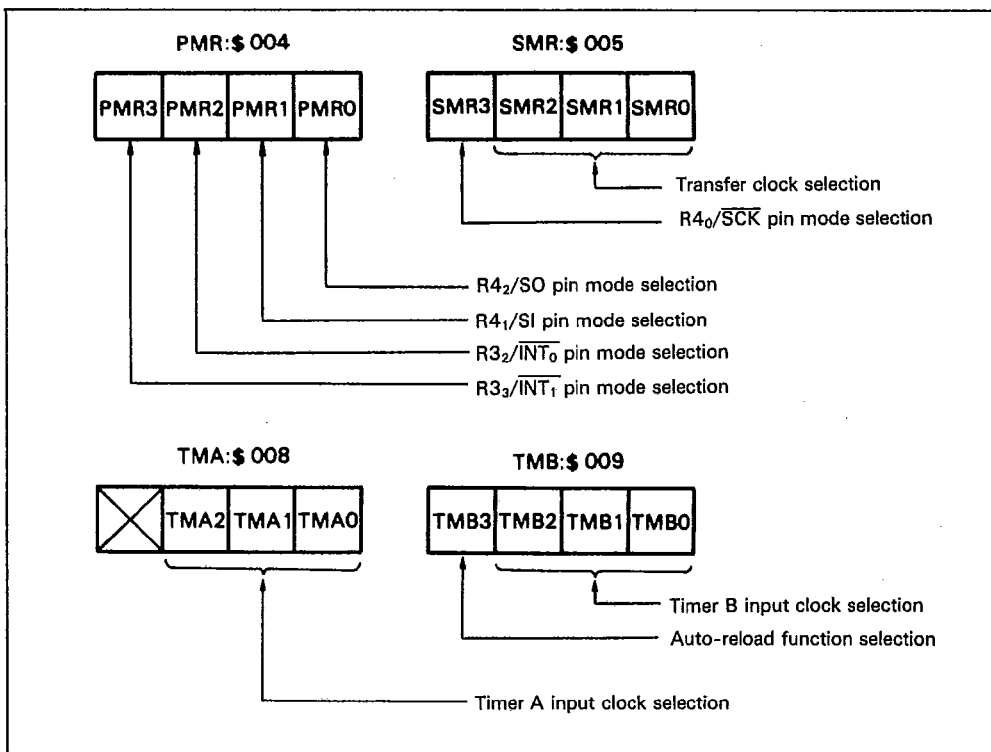 PMR:$ 004
PMR3 PMR2 PMR1 PMR0
SMR:$ 005
SMR3 SMR2 SMR1 SMR0
Transfer clock selection
R4₀/S̅C̅K̅ pin mode selection
R4₂/SO pin mode selection
R4₁/SI pin mode selection
R3₂/I̅N̅T̅₀̅ pin mode selection
R3₃/I̅N̅T̅₁̅ pin mode selection
TMA:$ 008
TMA2 TMA1 TMA0
TMB:$ 009
TMB3 TMB2 TMB1 TMB0
Timer B input clock selection
Auto-reload function selection
Timer A input clock selection